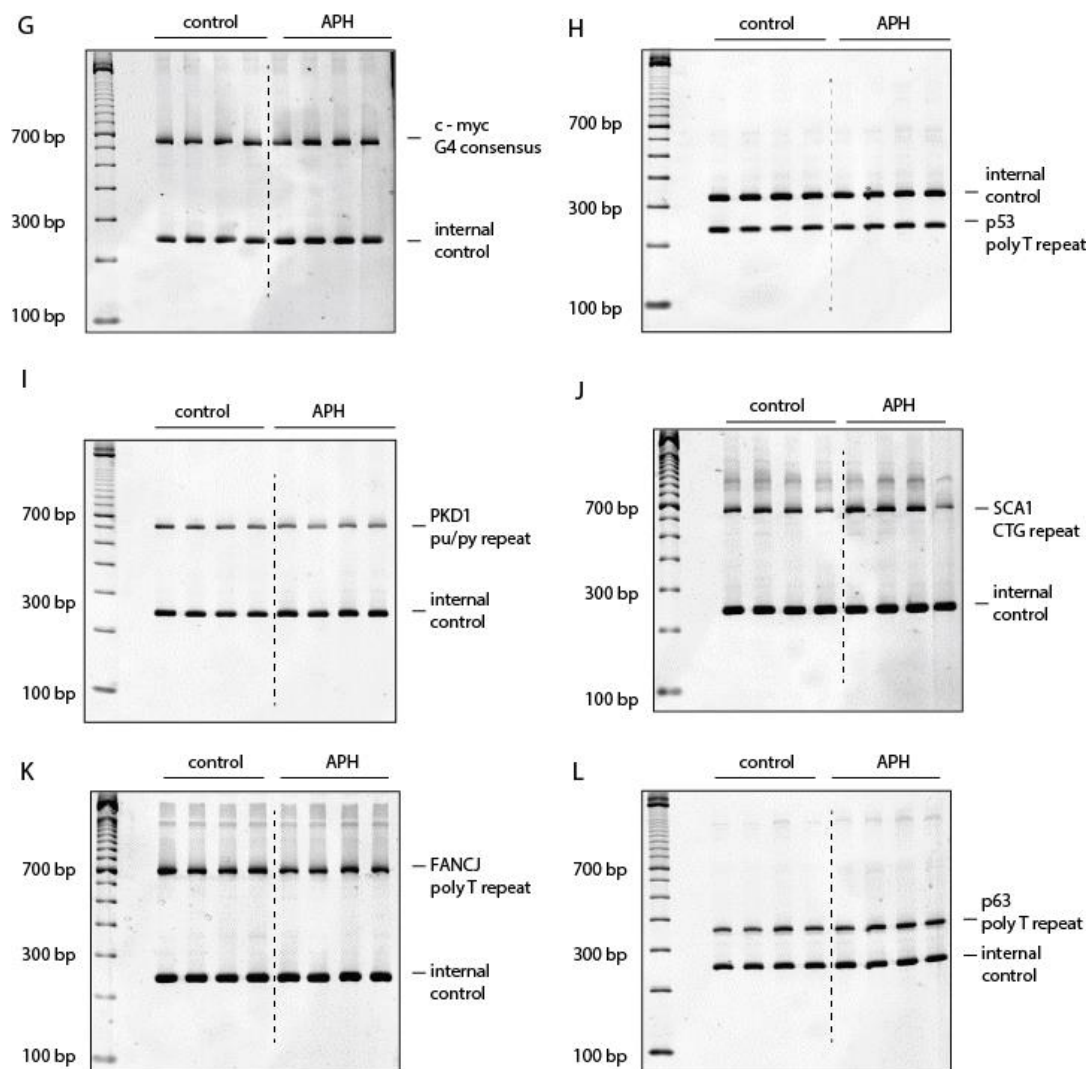 G
control
APH
700 bp
300 bp
100 bp
c - myc
G4 consensus
internal
control
H
control
APH
700 bp
300 bp
100 bp
internal
control
p53
poly T repeat
I
control
APH
700 bp
300 bp
100 bp
PKD1
pu/py repeat
internal
control
J
control
APH
700 bp
300 bp
100 bp
SCA1
CTG repeat
internal
control
K
control
APH
700 bp
300 bp
100 bp
FANCJ
poly T repeat
internal
control
L
control
APH
700 bp
300 bp
100 bp
p63
poly T repeat
internal
control